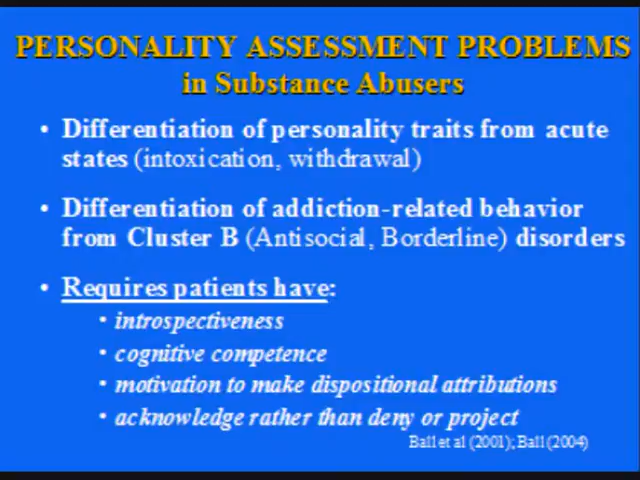 PERSONALITY ASSESSMENT PROBLEMS
in Substance Abusers
• Differentiation of personality traits from acute
states (intoxication, withdrawal)
• Differentiation of addiction-related behavior
from Cluster B (Antisocial, Borderline) disorders
• Requires patients have:
• introspectiveness
• cognitive competence
• motivation to make dispositional attributions
• acknowledge rather than deny or project
Ball et al (2001); Ball (2004)